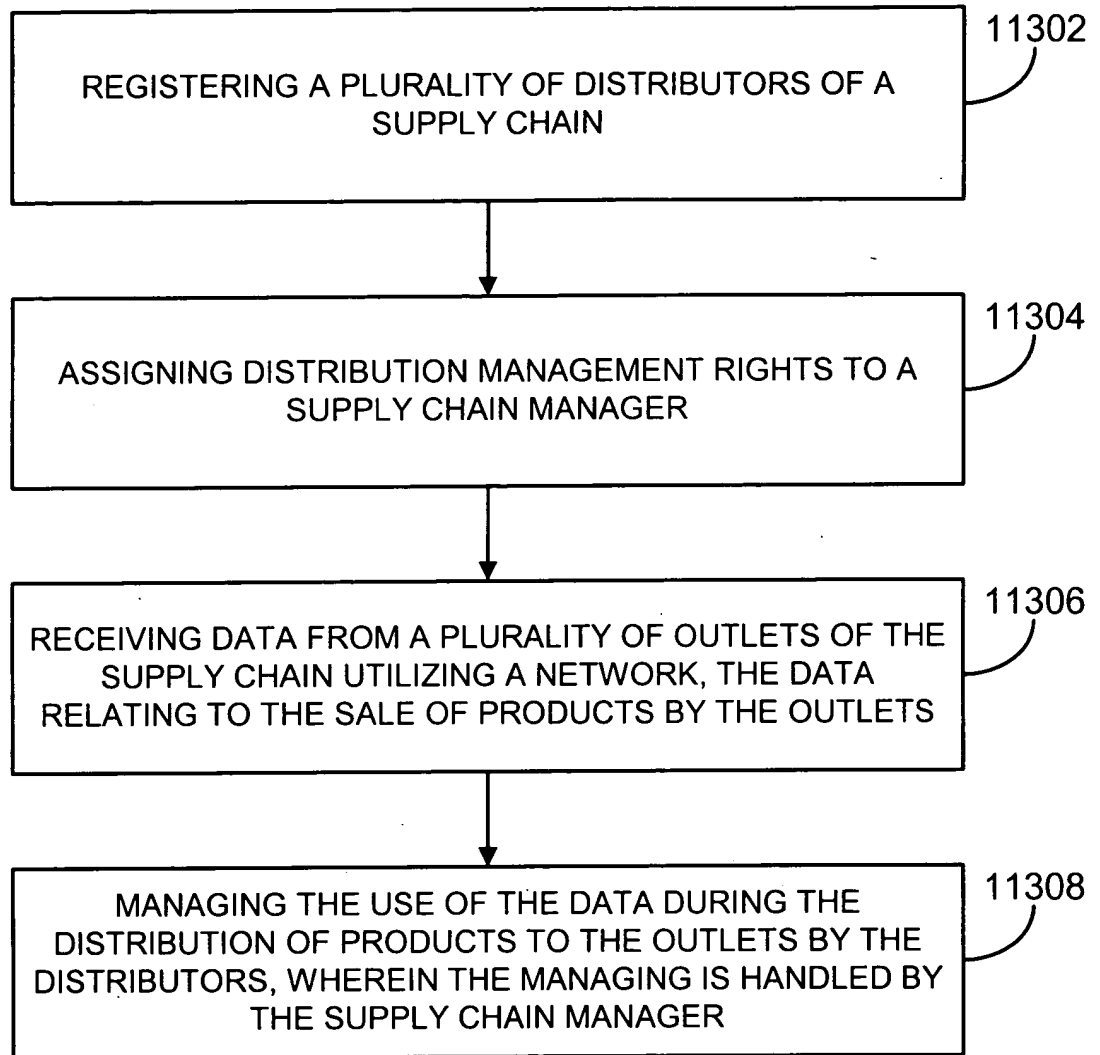 11302
REGISTERING A PLURALITY OF DISTRIBUTORS OF A
SUPPLY CHAIN
11304
ASSIGNING DISTRIBUTION MANAGEMENT RIGHTS TO A
SUPPLY CHAIN MANAGER
11306
RECEIVING DATA FROM A PLURALITY OF OUTLETS OF THE
SUPPLY CHAIN UTILIZING A NETWORK, THE DATA
RELATING TO THE SALE OF PRODUCTS BY THE OUTLETS
11308
MANAGING THE USE OF THE DATA DURING THE
DISTRIBUTION OF PRODUCTS TO THE OUTLETS BY THE
DISTRIBUTORS, WHEREIN THE MANAGING IS HANDLED BY
THE SUPPLY CHAIN MANAGER